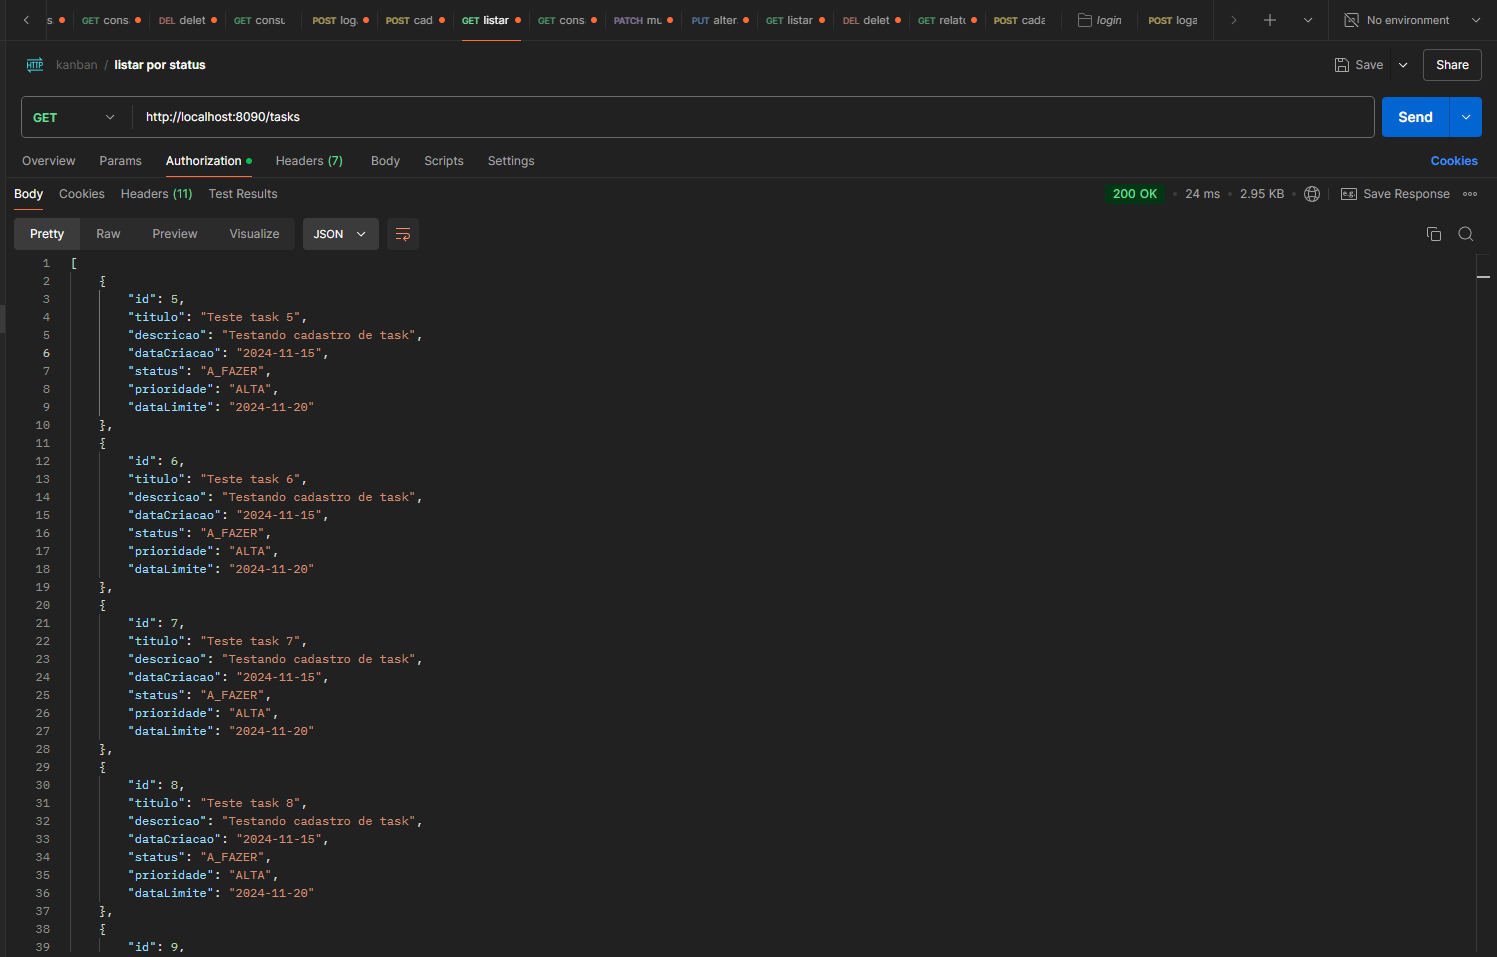 s. GET cons DEL delet GET consu POST log. POST cad GET listar GET cons PATCH mu PUT alter. GET listar DEL delet GET relatc POST cada login POST loga No environment
HTTP kanban / listar por status Save Share
GET http://localhost:8090/tasks Send
Overview Params Authorization Headers (7) Body Scripts Settings Cookies
Body Cookies Headers (11) Test Results 200 OK 24 ms 2.95 KB e.g. Save Response
Pretty Raw Preview Visualize JSON
1 [
2 {
3 "id": 5,
4 "titulo": "Teste task 5",
5 "descricao": "Testando cadastro de task",
6 "dataCriacao": "2024-11-15",
7 "status": "A_FAZER",
8 "prioridade": "ALTA",
9 "dataLimite": "2024-11-20"
10 },
11 {
12 "id": 6,
13 "titulo": "Teste task 6",
14 "descricao": "Testando cadastro de task",
15 "dataCriacao": "2024-11-15",
16 "status": "A_FAZER",
17 "prioridade": "ALTA",
18 "dataLimite": "2024-11-20"
19 },
20 {
21 "id": 7,
22 "titulo": "Teste task 7",
23 "descricao": "Testando cadastro de task",
24 "dataCriacao": "2024-11-15",
25 "status": "A_FAZER",
26 "prioridade": "ALTA",
27 "dataLimite": "2024-11-20"
28 },
29 {
30 "id": 8,
31 "titulo": "Teste task 8",
32 "descricao": "Testando cadastro de task",
33 "dataCriacao": "2024-11-15",
34 "status": "A_FAZER",
35 "prioridade": "ALTA",
36 "dataLimite": "2024-11-20"
37 },
38 {
39 "id": 9,